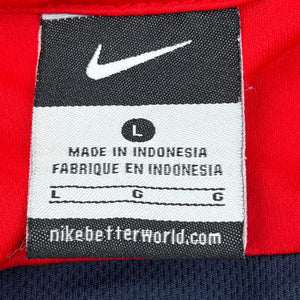 L
MADE IN INDONESIA
FABRIQUE EN INDONESIA
L G G
nikebetterworld.com